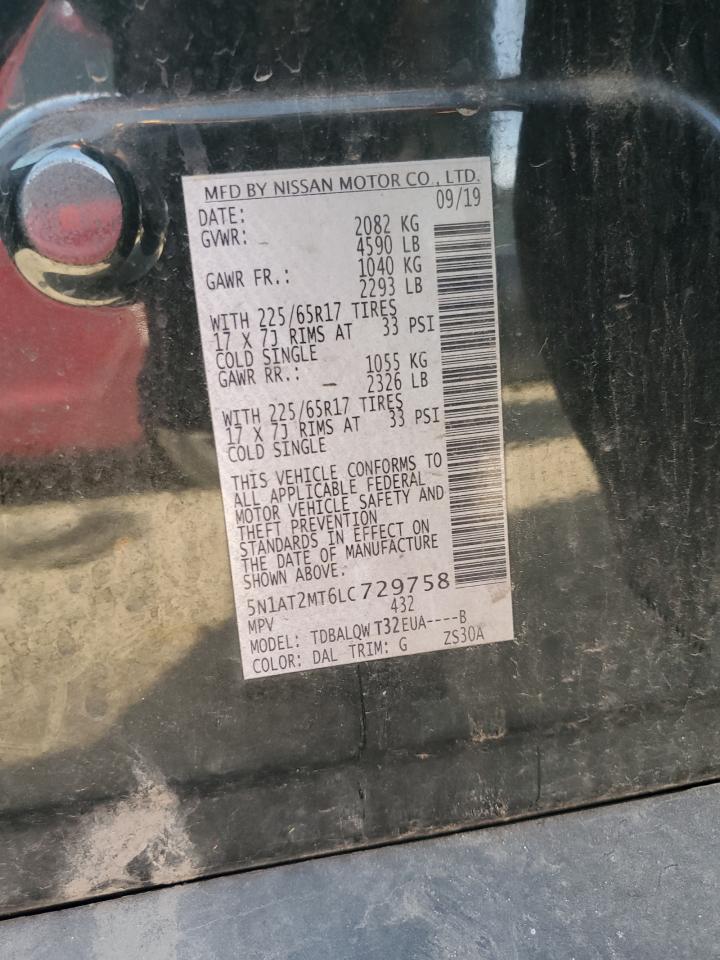 MFD BY NISSAN MOTOR CO., LTD.
DATE: 09/19
GVWR: 2082 KG
4590 LB
GAWR FR.: 1040 KG
2293 LB
WITH 225/65R17 TIRES
17 X 7J RIMS AT 33 PSI
COLD SINGLE
GAWR RR.: 1055 KG
2326 LB
WITH 225/65R17 TIRES
17 X 7J RIMS AT 33 PSI
COLD SINGLE
THIS VEHICLE CONFORMS TO
ALL APPLICABLE FEDERAL
MOTOR VEHICLE SAFETY AND
THEFT PREVENTION
STANDARDS IN EFFECT ON
THE DATE OF MANUFACTURE
SHOWN ABOVE.
5N1AT2MT6LC729758
MPV 432
MODEL: TDBALQWT32EUA----B
COLOR: DAL TRIM: G ZS30A